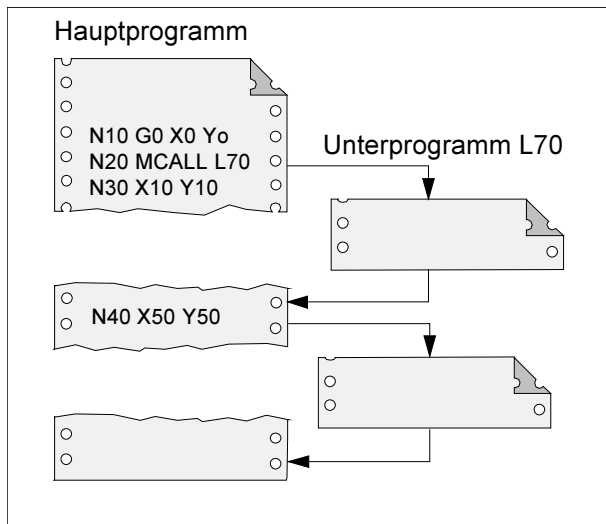 Hauptprogramm
N10 G0 X0 Yo
N20 MCALL L70
N30 X10 Y10
Unterprogramm L70
N40 X50 Y50